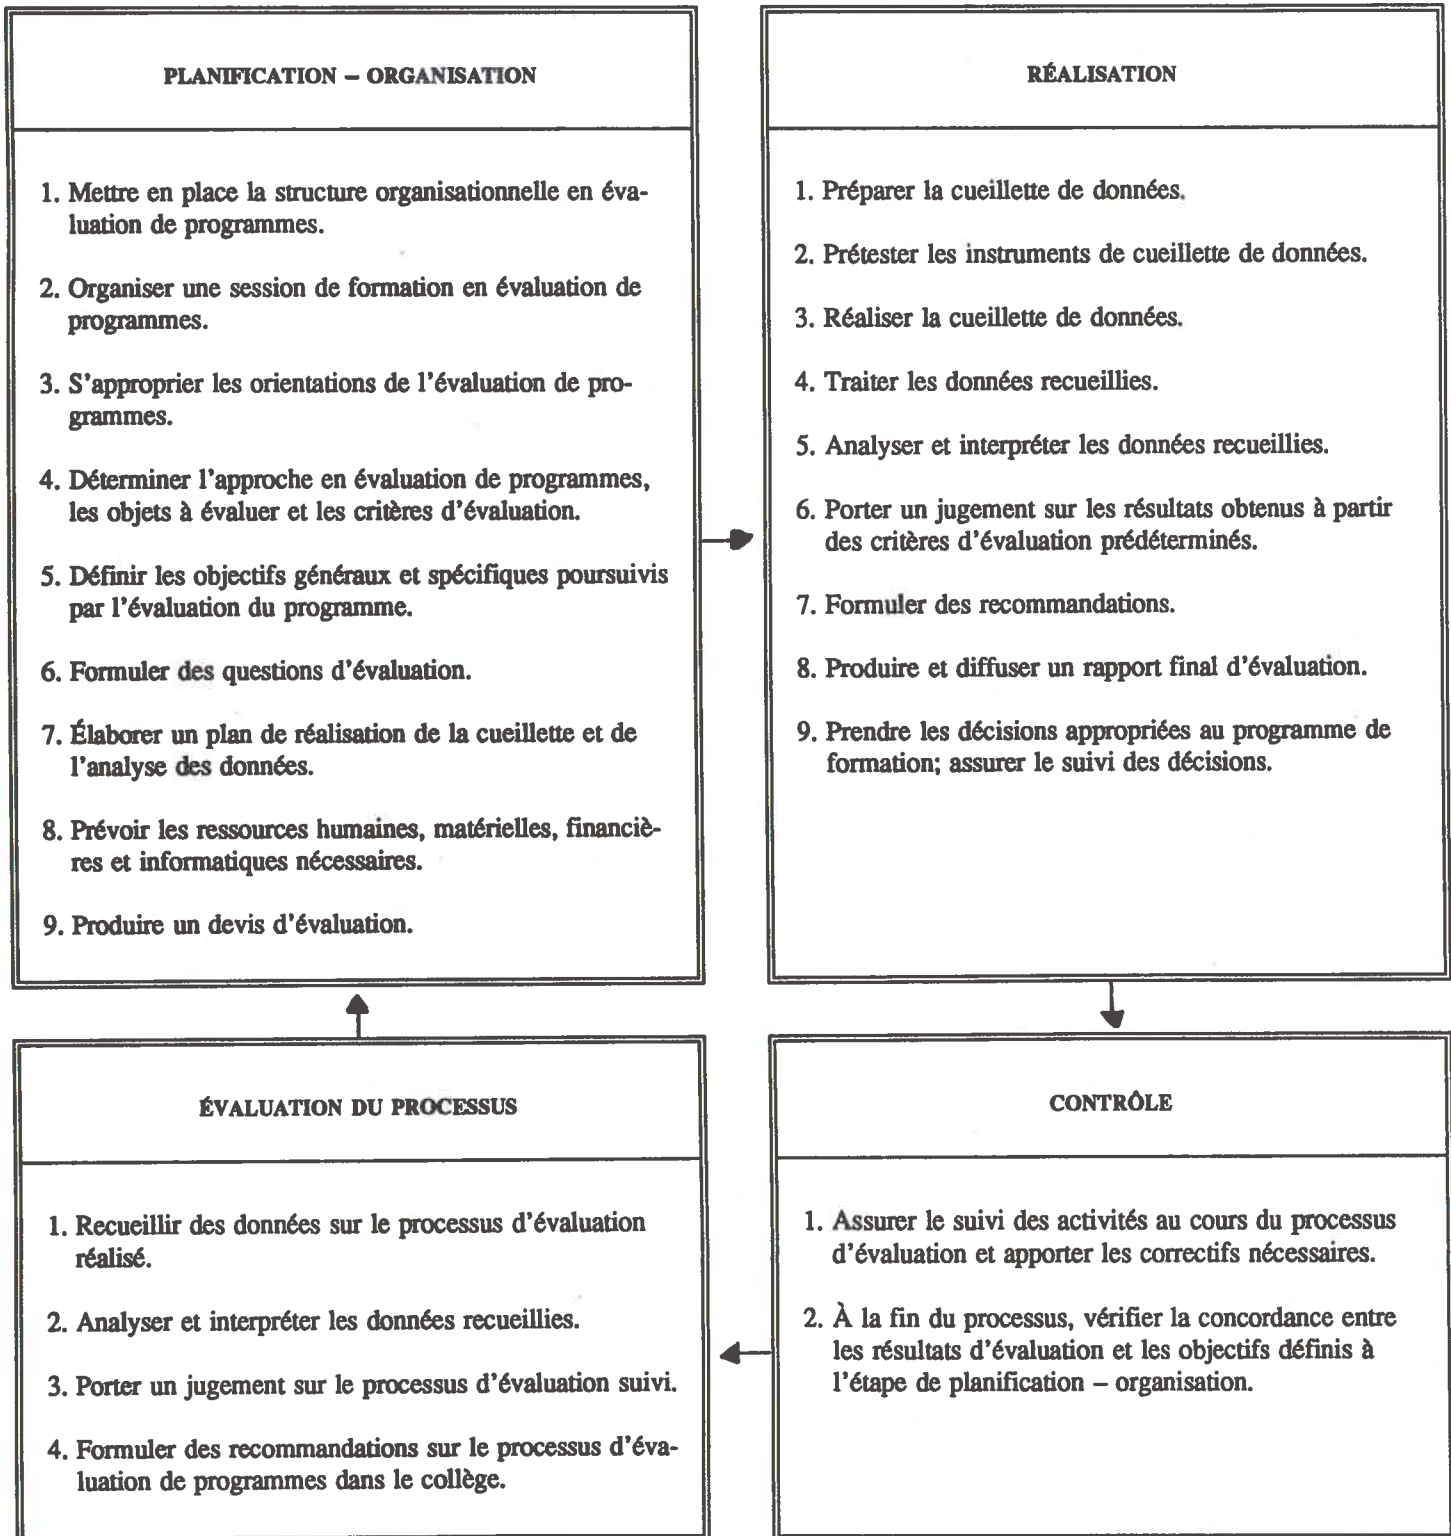 PLANIFICATION – ORGANISATION
1. Mettre en place la structure organisationnelle en éva-
luation de programmes.
2. Organiser une session de formation en évaluation de
programmes.
3. S'approprier les orientations de l'évaluation de pro-
grammes.
4. Déterminer l'approche en évaluation de programmes,
les objets à évaluer et les critères d'évaluation.
5. Définir les objectifs généraux et spécifiques poursuivis
par l'évaluation du programme.
6. Formuler des questions d'évaluation.
7. Élaborer un plan de réalisation de la cueillette et de
l'analyse des données.
8. Prévoir les ressources humaines, matérielles, financiè-
res et informatiques nécessaires.
9. Produire un devis d'évaluation.
RÉALISATION
1. Préparer la cueillette de données.
2. Prétester les instruments de cueillette de données.
3. Réaliser la cueillette de données.
4. Traiter les données recueillies.
5. Analyser et interpréter les données recueillies.
6. Porter un jugement sur les résultats obtenus à partir
des critères d'évaluation prédéterminés.
7. Formuler des recommandations.
8. Produire et diffuser un rapport final d'évaluation.
9. Prendre les décisions appropriées au programme de
formation; assurer le suivi des décisions.
ÉVALUATION DU PROCESSUS
1. Recueillir des données sur le processus d'évaluation
réalisé.
2. Analyser et interpréter les données recueillies.
3. Porter un jugement sur le processus d'évaluation suivi.
4. Formuler des recommandations sur le processus d'éva-
luation de programmes dans le collège.
CONTRÔLE
1. Assurer le suivi des activités au cours du processus
d'évaluation et apporter les correctifs nécessaires.
2. À la fin du processus, vérifier la concordance entre
les résultats d'évaluation et les objectifs définis à
l'étape de planification – organisation.